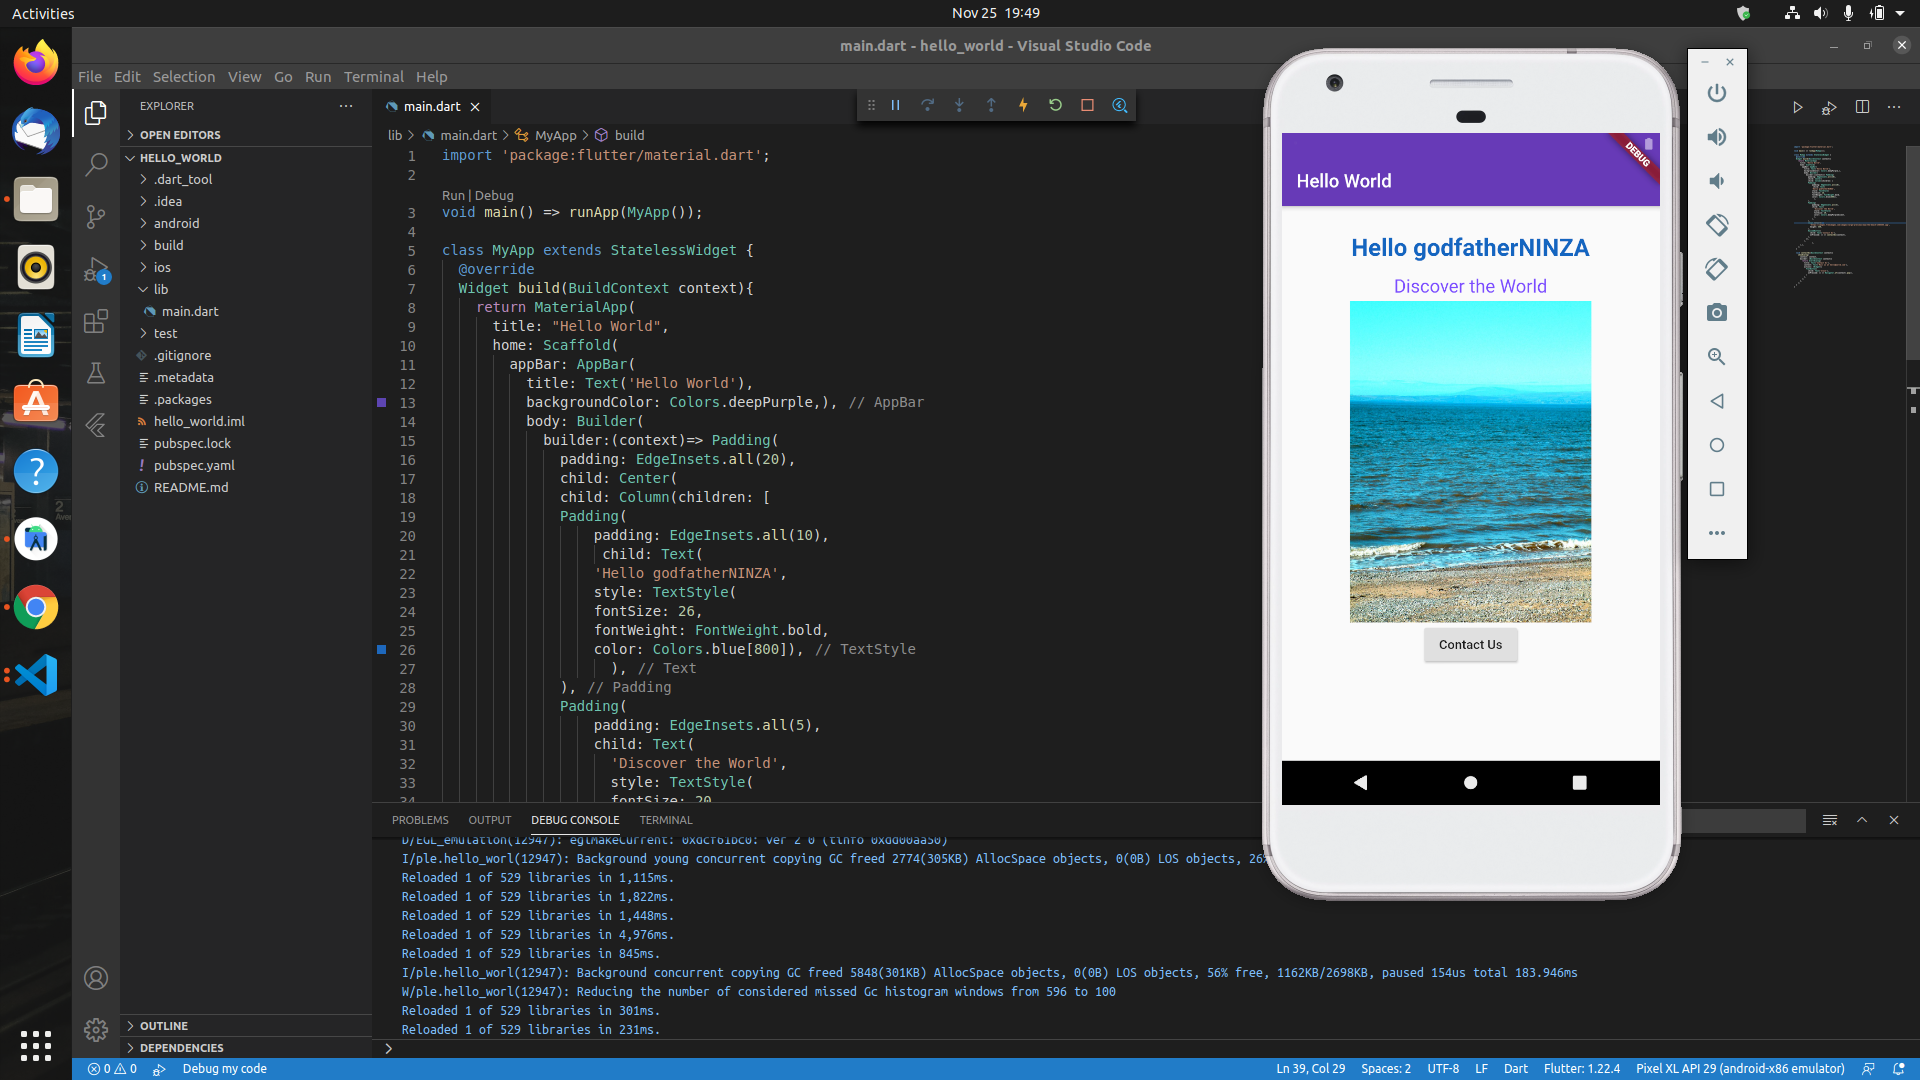 Activities
Nov 25 19:49
main.dart - hello_world - Visual Studio Code
File Edit Selection View Go Run Terminal Help
EXPLORER
OPEN EDITORS
HELLO_WORLD
.dart_tool
.idea
android
build
ios
lib
main.dart
test
.gitignore
.metadata
.packages
hello_world.iml
pubspec.lock
pubspec.yaml
README.md
OUTLINE
DEPENDENCIES
1
main.dart
lib > main.dart > MyApp > build
1 import 'package:flutter/material.dart';
2
Run | Debug
3 void main() => runApp(MyApp());
4
5 class MyApp extends StatelessWidget {
6 @override
7 Widget build(BuildContext context){
8 return MaterialApp(
9 title: "Hello World",
10 home: Scaffold(
11 appBar: AppBar(
12 title: Text('Hello World'),
13 backgroundColor: Colors.deepPurple,), // AppBar
14 body: Builder(
15 builder:(context)=> Padding(
16 padding: EdgeInsets.all(20),
17 child: Center(
18 child: Column(children: [
19 Padding(
20 padding: EdgeInsets.all(10),
21 child: Text(
22 'Hello godfatherNINZA',
23 style: TextStyle(
24 fontSize: 26,
25 fontWeight: FontWeight.bold,
26 color: Colors.blue[800]), // TextStyle
27 ), // Text
28 ), // Padding
29 Padding(
30 padding: EdgeInsets.all(5),
31 child: Text(
32 'Discover the World',
33 style: TextStyle(
34 fontSize: 20
PROBLEMS OUTPUT DEBUG CONSOLE TERMINAL
D/EGL_emulation(12947): eglMakeCurrent: 0xdcf61bc0: ver 2 0 (tinfo 0xdd00aa50)
I/ple.hello_worl(12947): Background young concurrent copying GC freed 2774(305KB) AllocSpace objects, 0(0B) LOS objects, 26%
Reloaded 1 of 529 libraries in 1,115ms.
Reloaded 1 of 529 libraries in 1,822ms.
Reloaded 1 of 529 libraries in 1,448ms.
Reloaded 1 of 529 libraries in 4,976ms.
Reloaded 1 of 529 libraries in 845ms.
I/ple.hello_worl(12947): Background concurrent copying GC freed 5848(301KB) AllocSpace objects, 0(0B) LOS objects, 56% free, 1162KB/2698KB, paused 154us total 183.946ms
W/ple.hello_worl(12947): Reducing the number of considered missed Gc histogram windows from 596 to 100
Reloaded 1 of 529 libraries in 301ms.
Reloaded 1 of 529 libraries in 231ms.
>
Hello World
DEBUG
Hello godfatherNINZA
Discover the World
Contact Us
0 0 Debug my code
Ln 39, Col 29 Spaces: 2 UTF-8 LF Dart Flutter: 1.22.4 Pixel XL API 29 (android-x86 emulator)